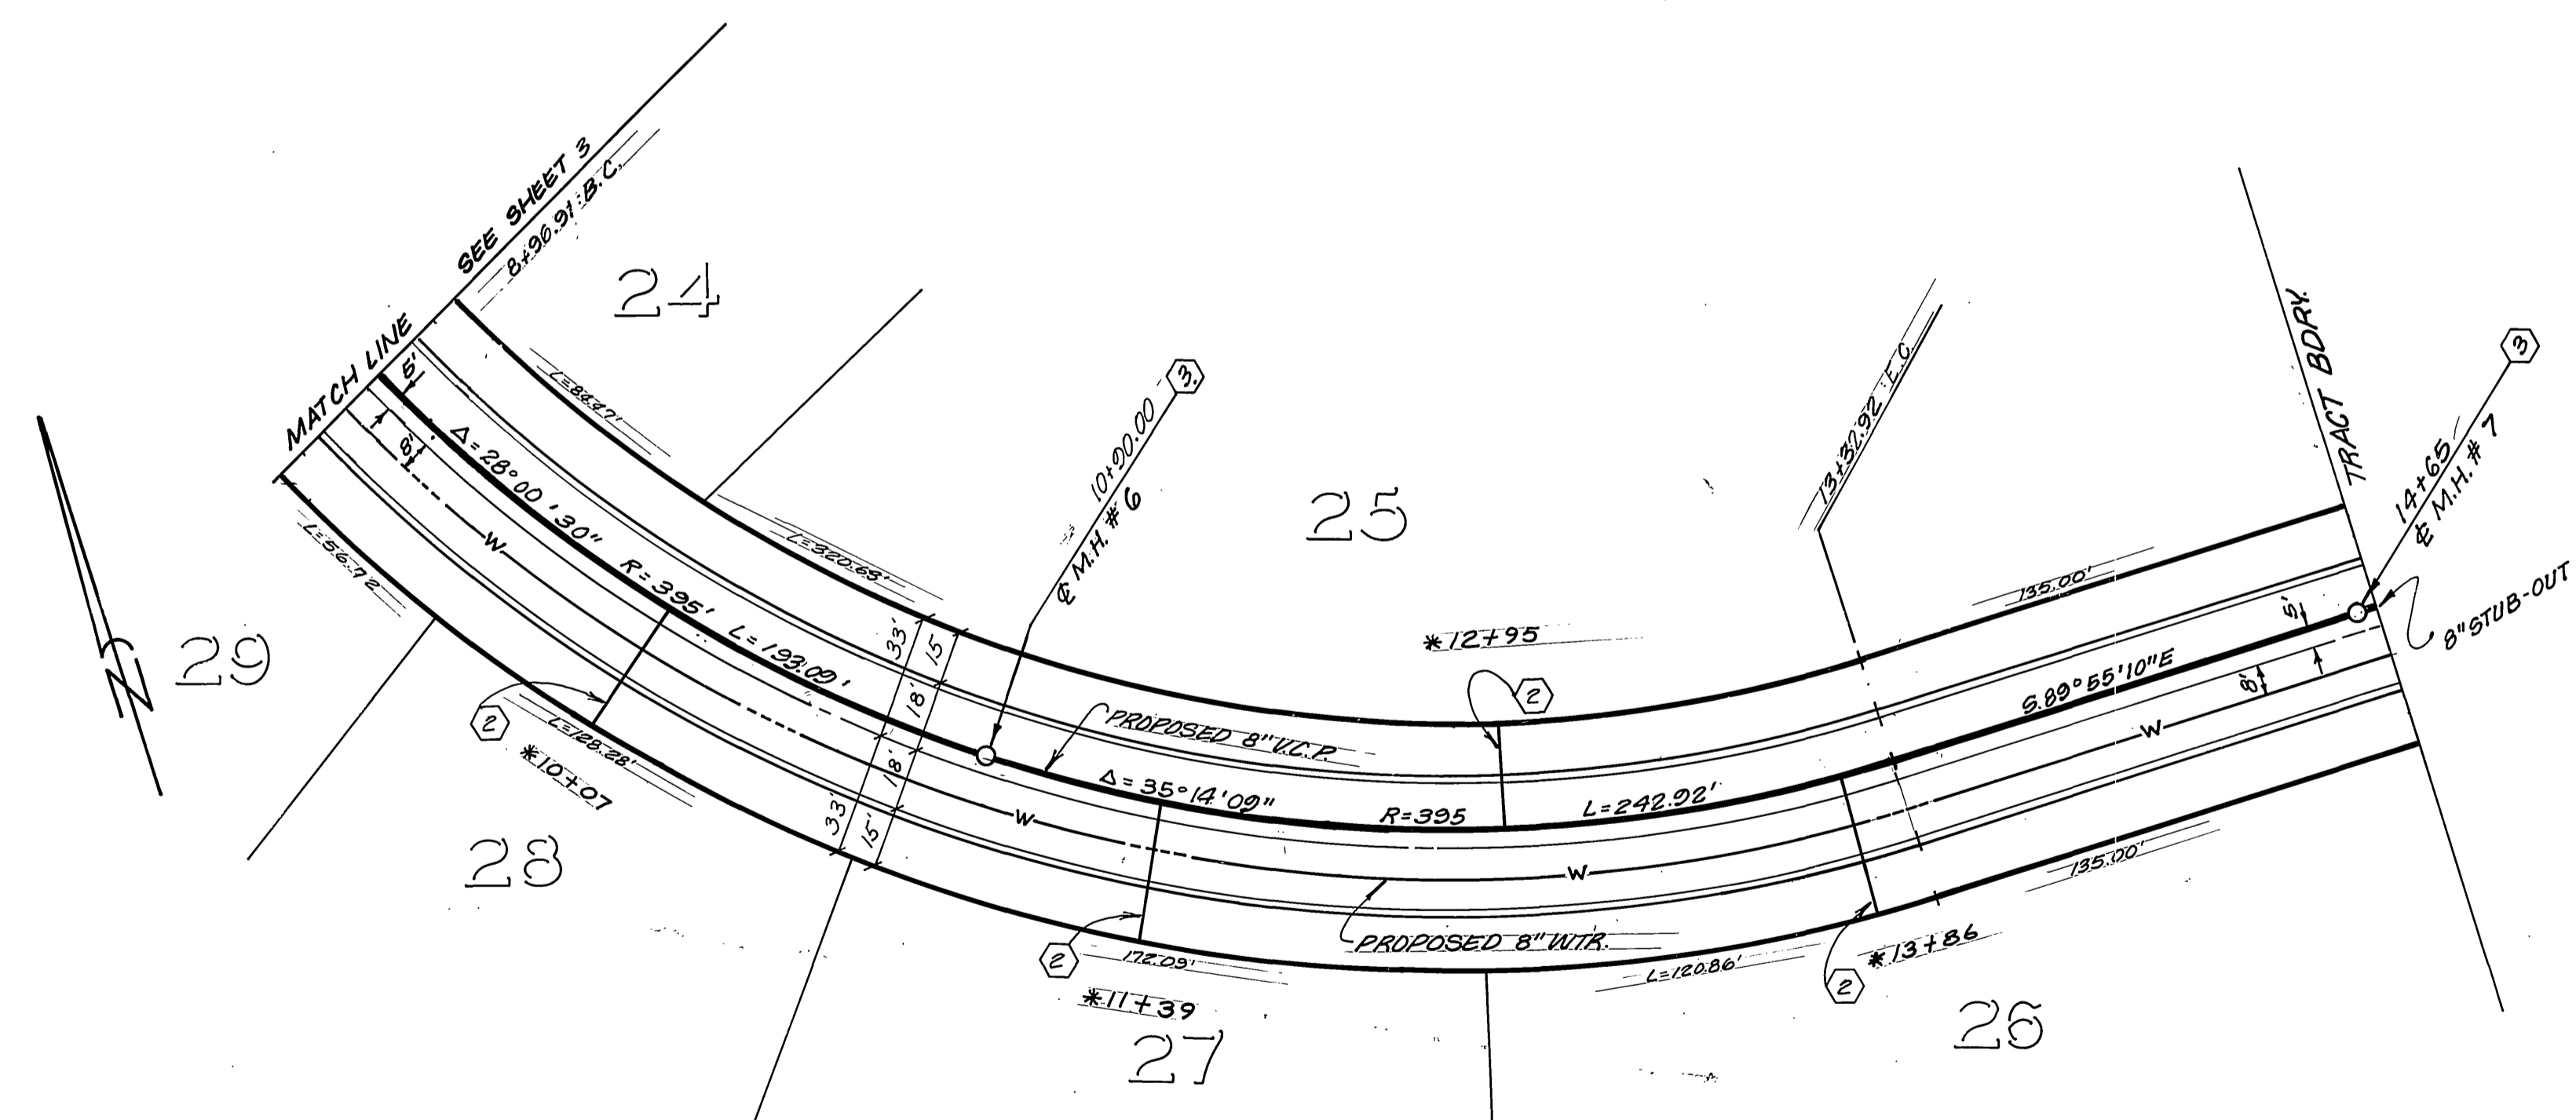 SEE SHEET 3
8+96.91 B.C.
MATCH LINE
24
5'
8'
L=84.47'
Δ=28°00'30" R=395' L=193.09'
W
L=56.72'
29
N
L=320.63'
10+90.00
℄ M.H. #6
3
25
13+32.92 E.C.
TRACT BDRY.
3
14+65
℄ M.H. #7
8" STUB-OUT
135.00'
5'
S.89°55'10"E
8'
W
*12+95
2
33'
15'
18'
18'
33'
15'
PROPOSED 8" V.C.P.
Δ=35°14'09" R=395 L=242.92'
W
W
2
L=128.28'
*10+07
28
PROPOSED 8" WTR.
2
172.09'
*11+39
27
L=120.86'
135.00'
2
*13+86
26